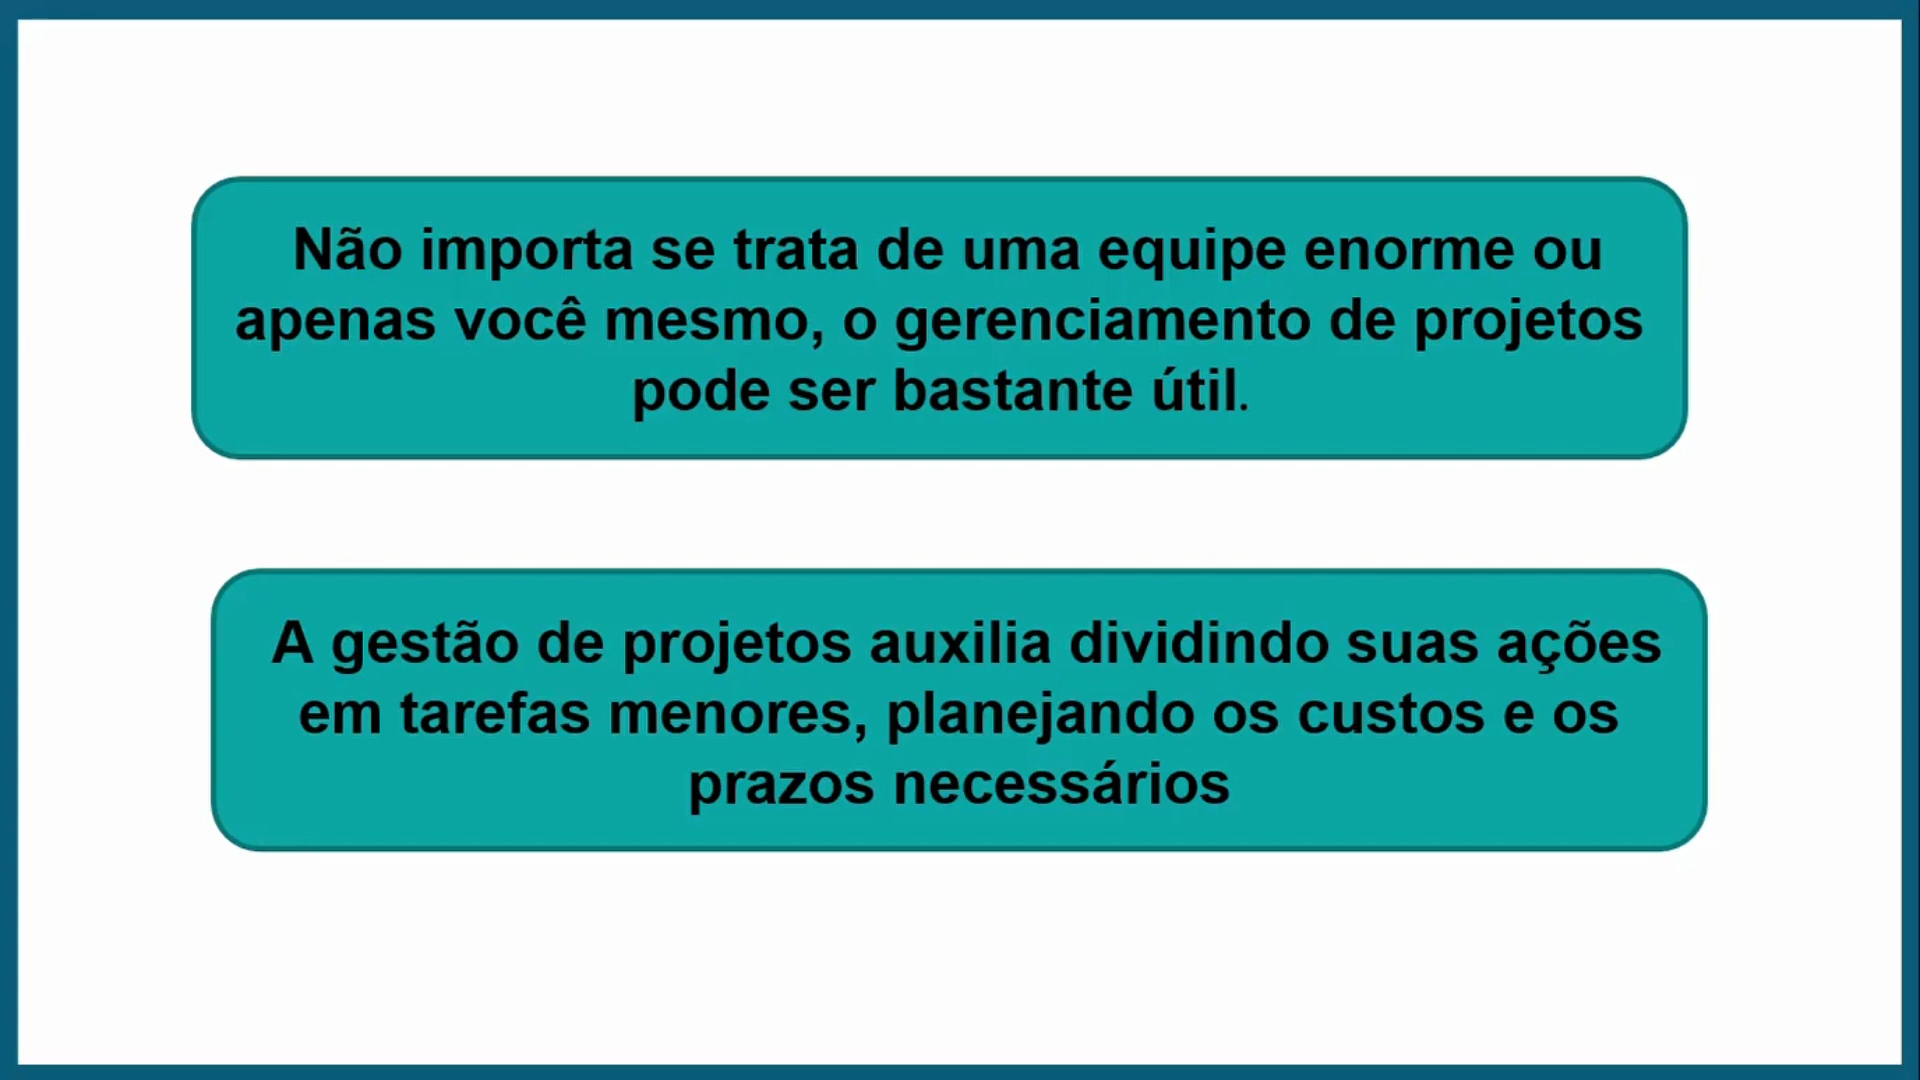 Não importa se trata de uma equipe enorme ou
apenas você mesmo, o gerenciamento de projetos
pode ser bastante útil.
A gestão de projetos auxilia dividindo suas ações
em tarefas menores, planejando os custos e os
prazos necessários